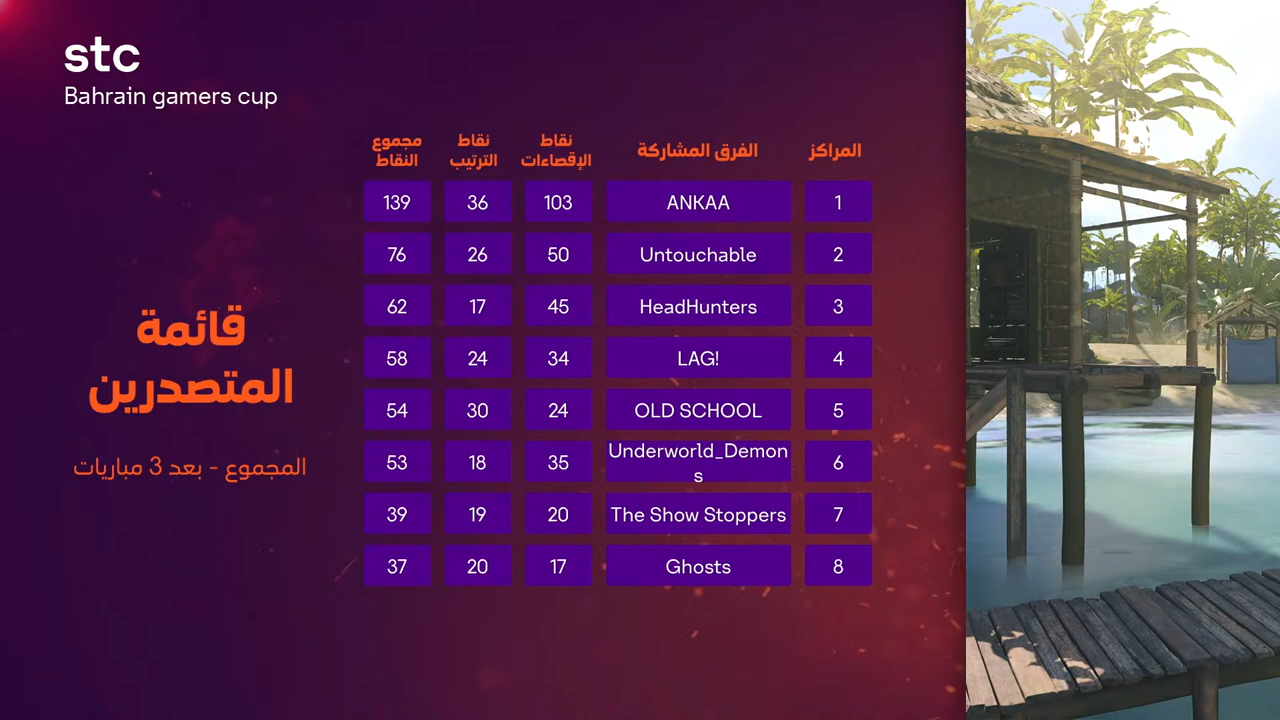 stc
Bahrain gamers cup
قائمة
المتصدرين
المجموع - بعد 3 مباريات
المراكز الفرق المشاركة نقاط الإقصاءات نقاط الترتيب مجموع النقاط
1 ANKAA 103 36 139
2 Untouchable 50 26 76
3 HeadHunters 45 17 62
4 LAG! 34 24 58
5 OLD SCHOOL 24 30 54
6 Underworld_Demons 35 18 53
7 The Show Stoppers 20 19 39
8 Ghosts 17 20 37